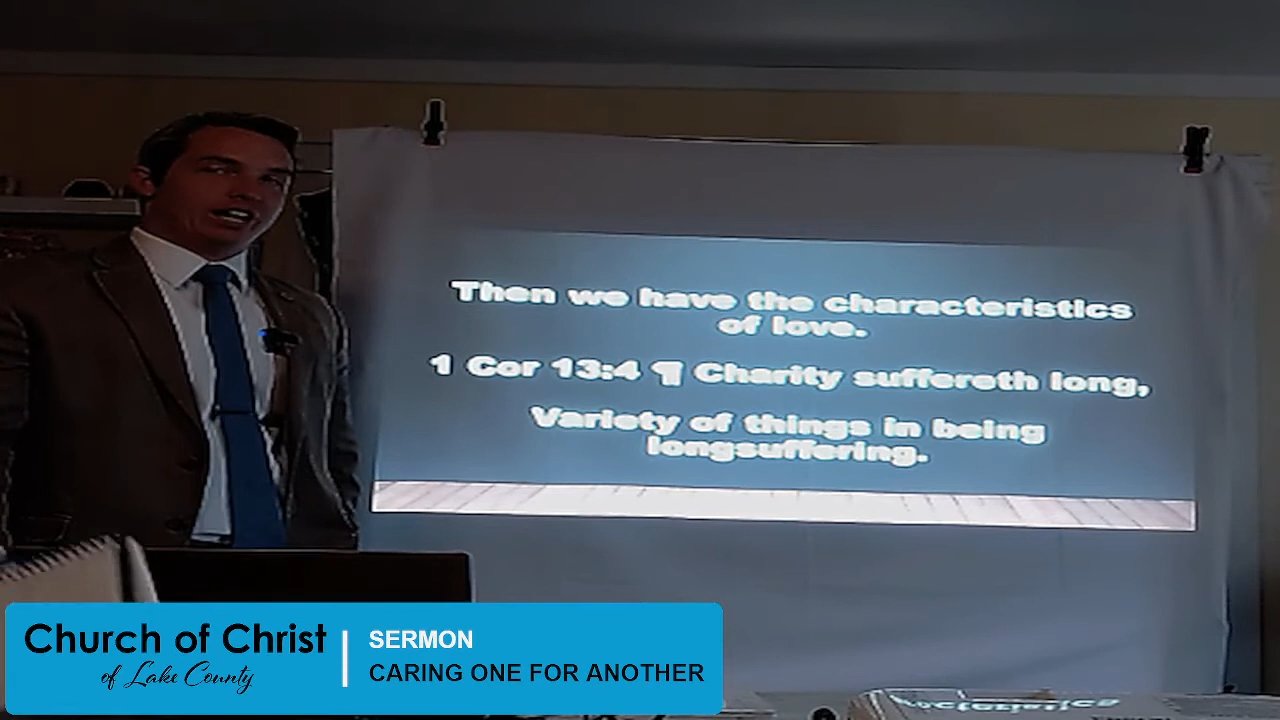 Then we have the characteristics
of love.
1 Cor 13:4 ¶ Charity suffereth long,
Variety of things in being
longsuffering.
Church of Christ
of Lake County
SERMON
CARING ONE FOR ANOTHER